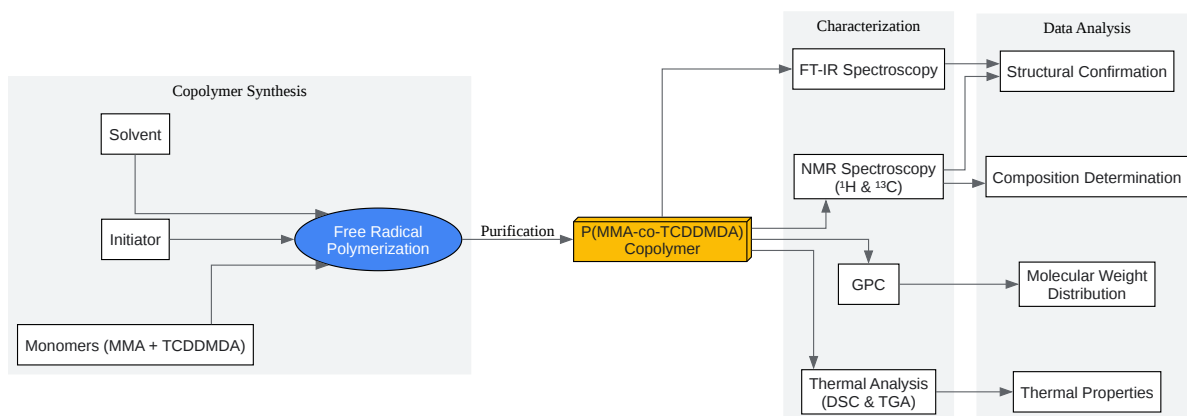 Copolymer Synthesis
Solvent
Initiator
Monomers (MMA + TCDDMDA)
Free Radical
Polymerization
Purification
P(MMA-co-TCDDMDA)
Copolymer
Characterization
FT-IR Spectroscopy
NMR Spectroscopy
(¹H & ¹³C)
GPC
Thermal Analysis
(DSC & TGA)
Data Analysis
Structural Confirmation
Composition Determination
Molecular Weight
Distribution
Thermal Properties